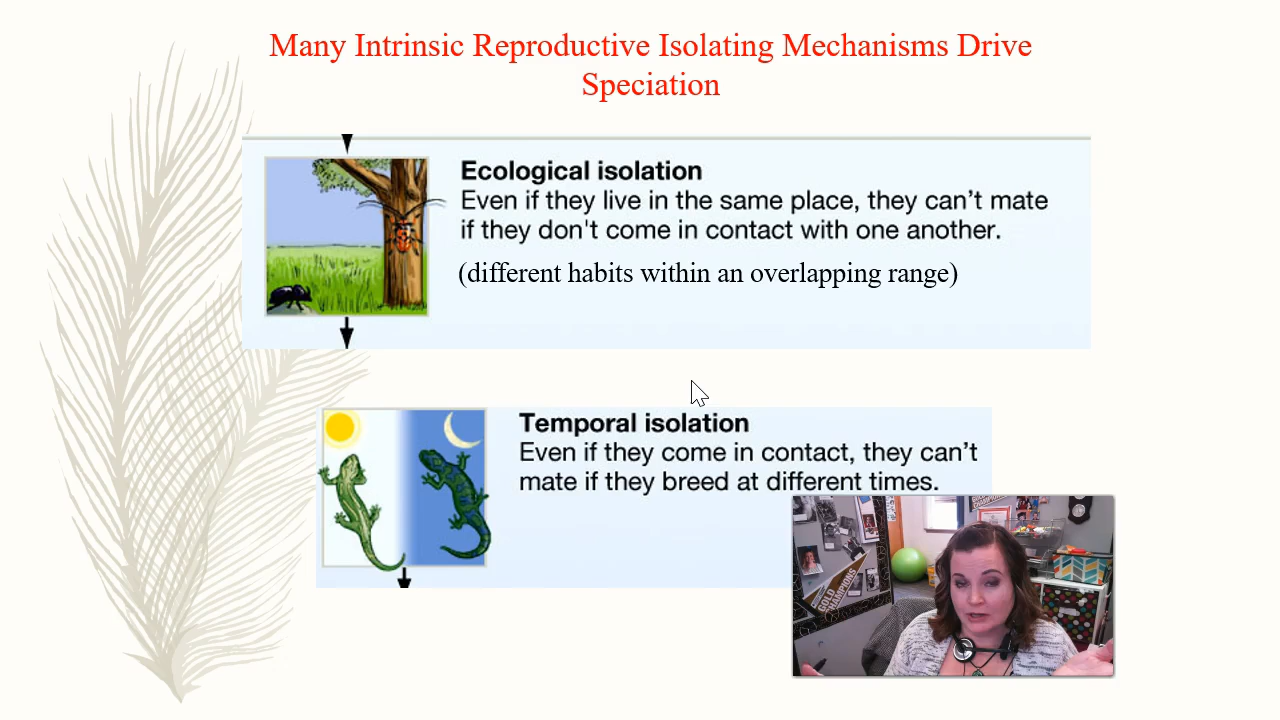 Many Intrinsic Reproductive Isolating Mechanisms Drive
Speciation
Ecological isolation
Even if they live in the same place, they can’t mate
if they don't come in contact with one another.
(different habits within an overlapping range)
Temporal isolation
Even if they come in contact, they can’t
mate if they breed at different times.
GOLD
CHAMPIONS